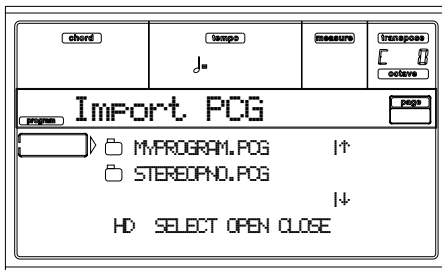 chord tempo measure transpose
♩= C 0
octave
program Import PCG page
MYPROGRAM.PCG
STEREOPNO.PCG
HD SELECT OPEN CLOSE